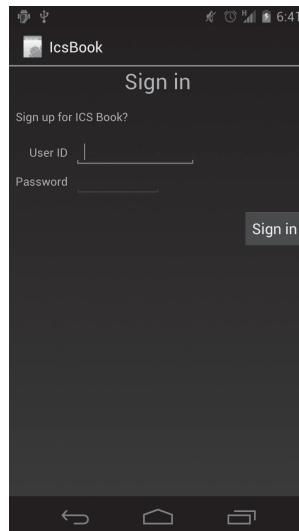 6:41
IcsBook
Sign in
Sign up for ICS Book?
User ID
Password
Sign in